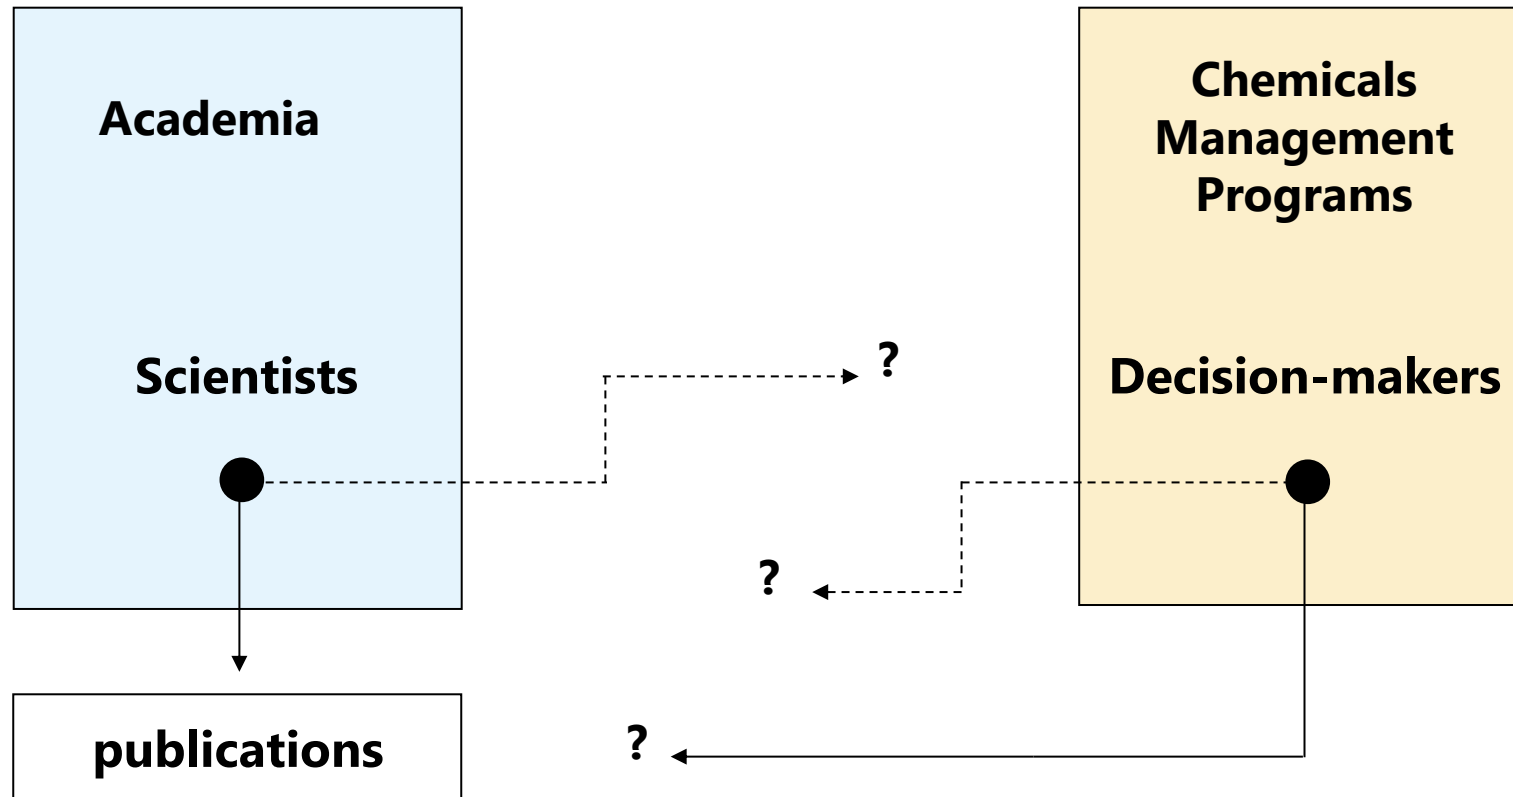 Academia
Chemicals
Management
Programs
Scientists
?
Decision-makers
?
publications
?